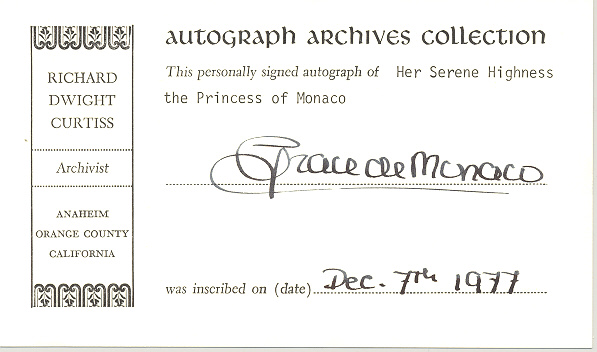 RICHARD
DWIGHT
CURTISS
Archivist
ANAHEIM
ORANGE COUNTY
CALIFORNIA
AUTOGRAPH ARCHIVES COLLECTION
This personally signed autograph of Her Serene Highness
the Princess of Monaco
Grace de Monaco
was inscribed on (date) Dec. 7th 1977